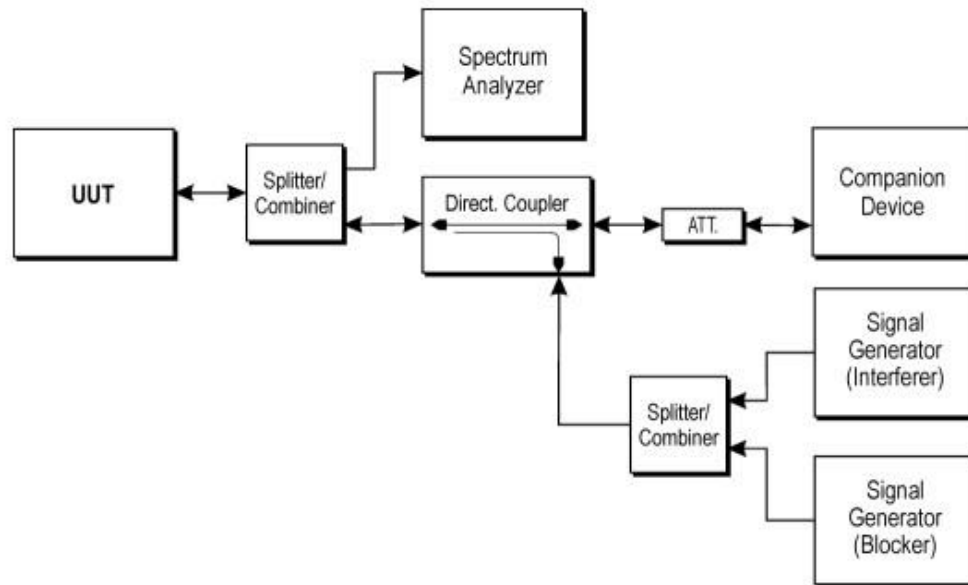 Spectrum
Analyzer
UUT
Splitter/
Combiner
Direct. Coupler
ATT.
Companion
Device
Signal
Generator
(Interferer)
Splitter/
Combiner
Signal
Generator
(Blocker)